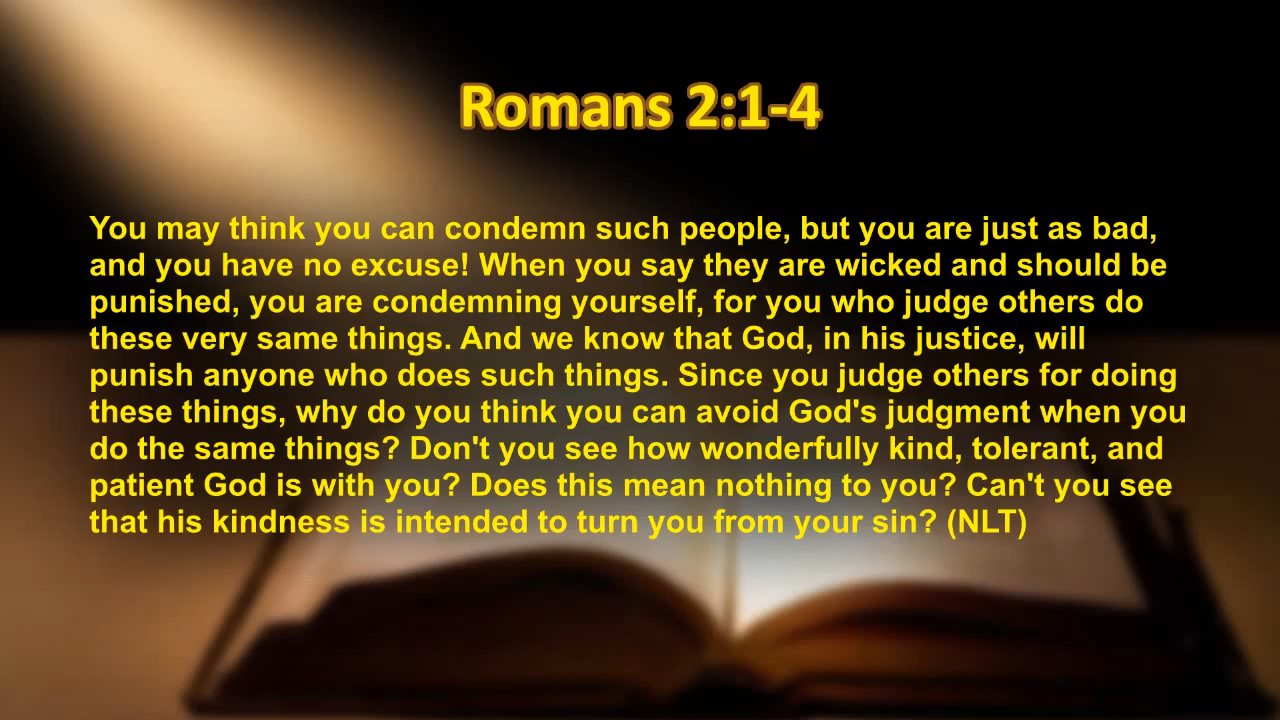 Romans 2:1-4
You may think you can condemn such people, but you are just as bad,
and you have no excuse! When you say they are wicked and should be
punished, you are condemning yourself, for you who judge others do
these very same things. And we know that God, in his justice, will
punish anyone who does such things. Since you judge others for doing
these things, why do you think you can avoid God's judgment when you
do the same things? Don't you see how wonderfully kind, tolerant, and
patient God is with you? Does this mean nothing to you? Can't you see
that his kindness is intended to turn you from your sin? (NLT)